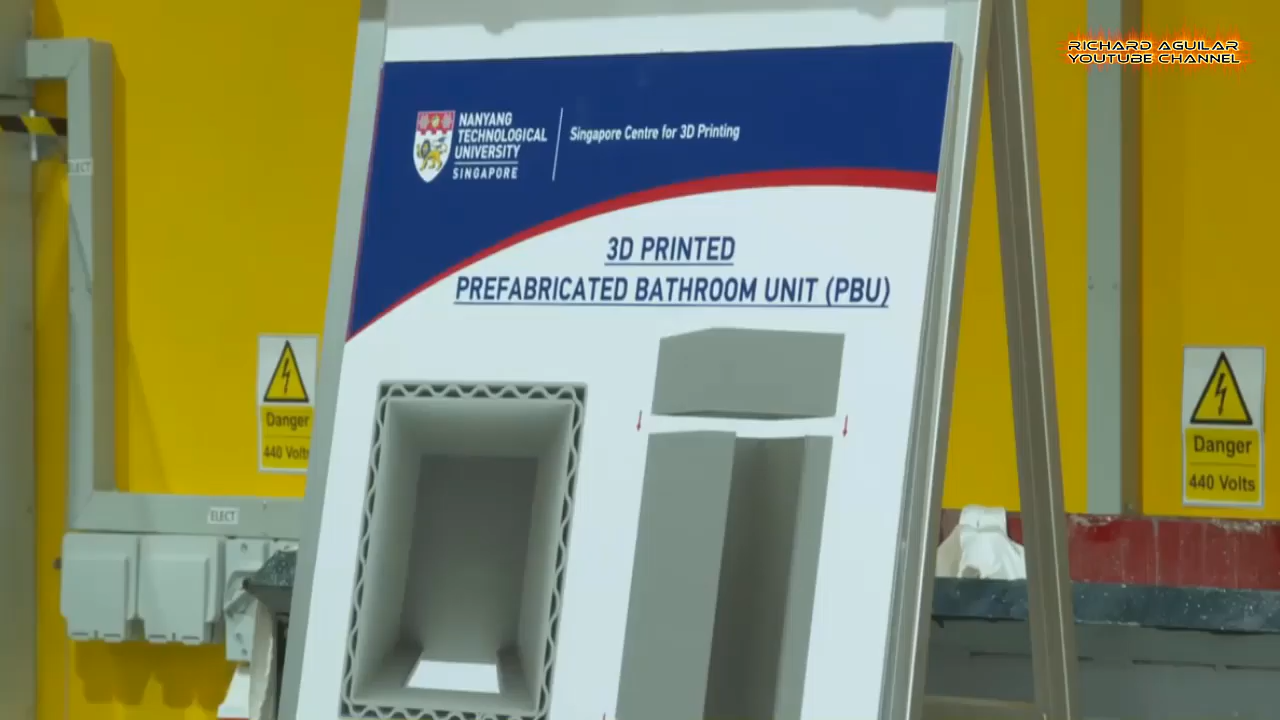 RICHARD AGUILAR
YOUTUBE CHANNEL
NANYANG
TECHNOLOGICAL
UNIVERSITY
SINGAPORE
Singapore Centre for 3D Printing
3D PRINTED
PREFABRICATED BATHROOM UNIT (PBU)
ELECT
Danger
440 Volts
Danger
440 Volts
ELECT